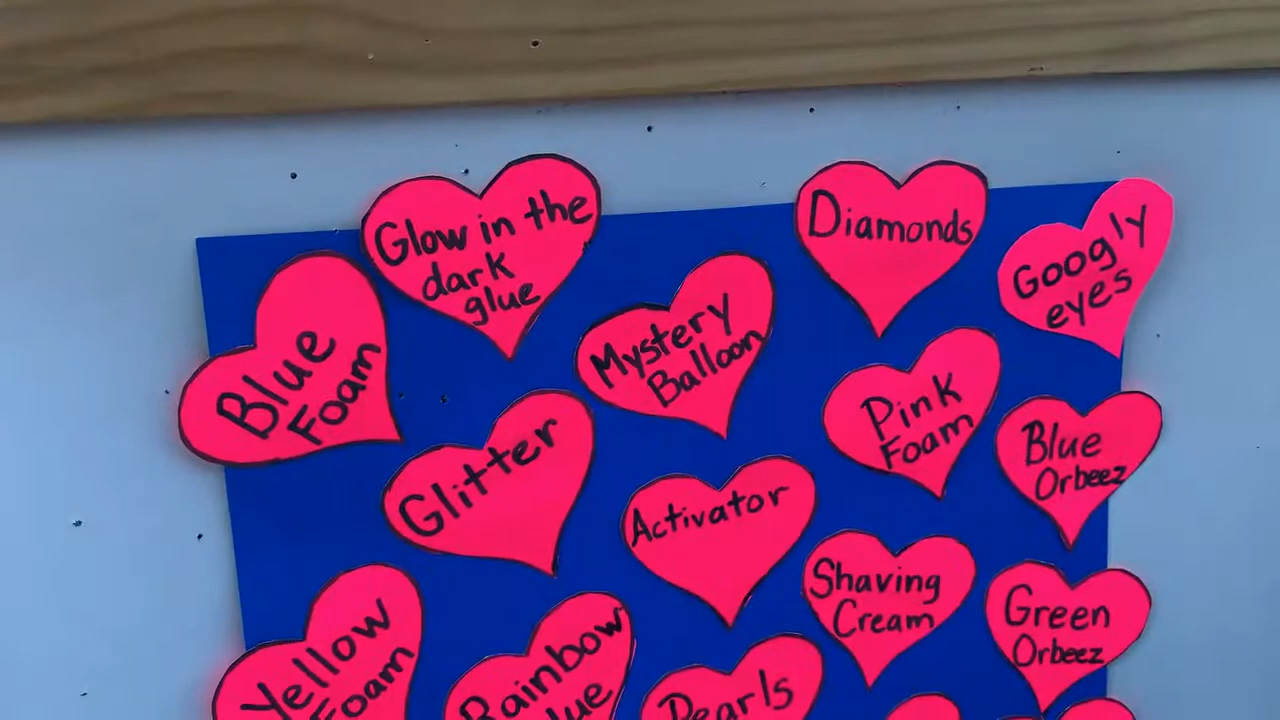 Glow in the
dark
glue
Diamonds
Googly
eyes
Blue
Foam
Mystery
Balloon
Pink
Foam
Glitter
Blue
Orbeez
Activator
Shaving
Cream
Green
Orbeez
Yellow
Foam
Rainbow
Pearls